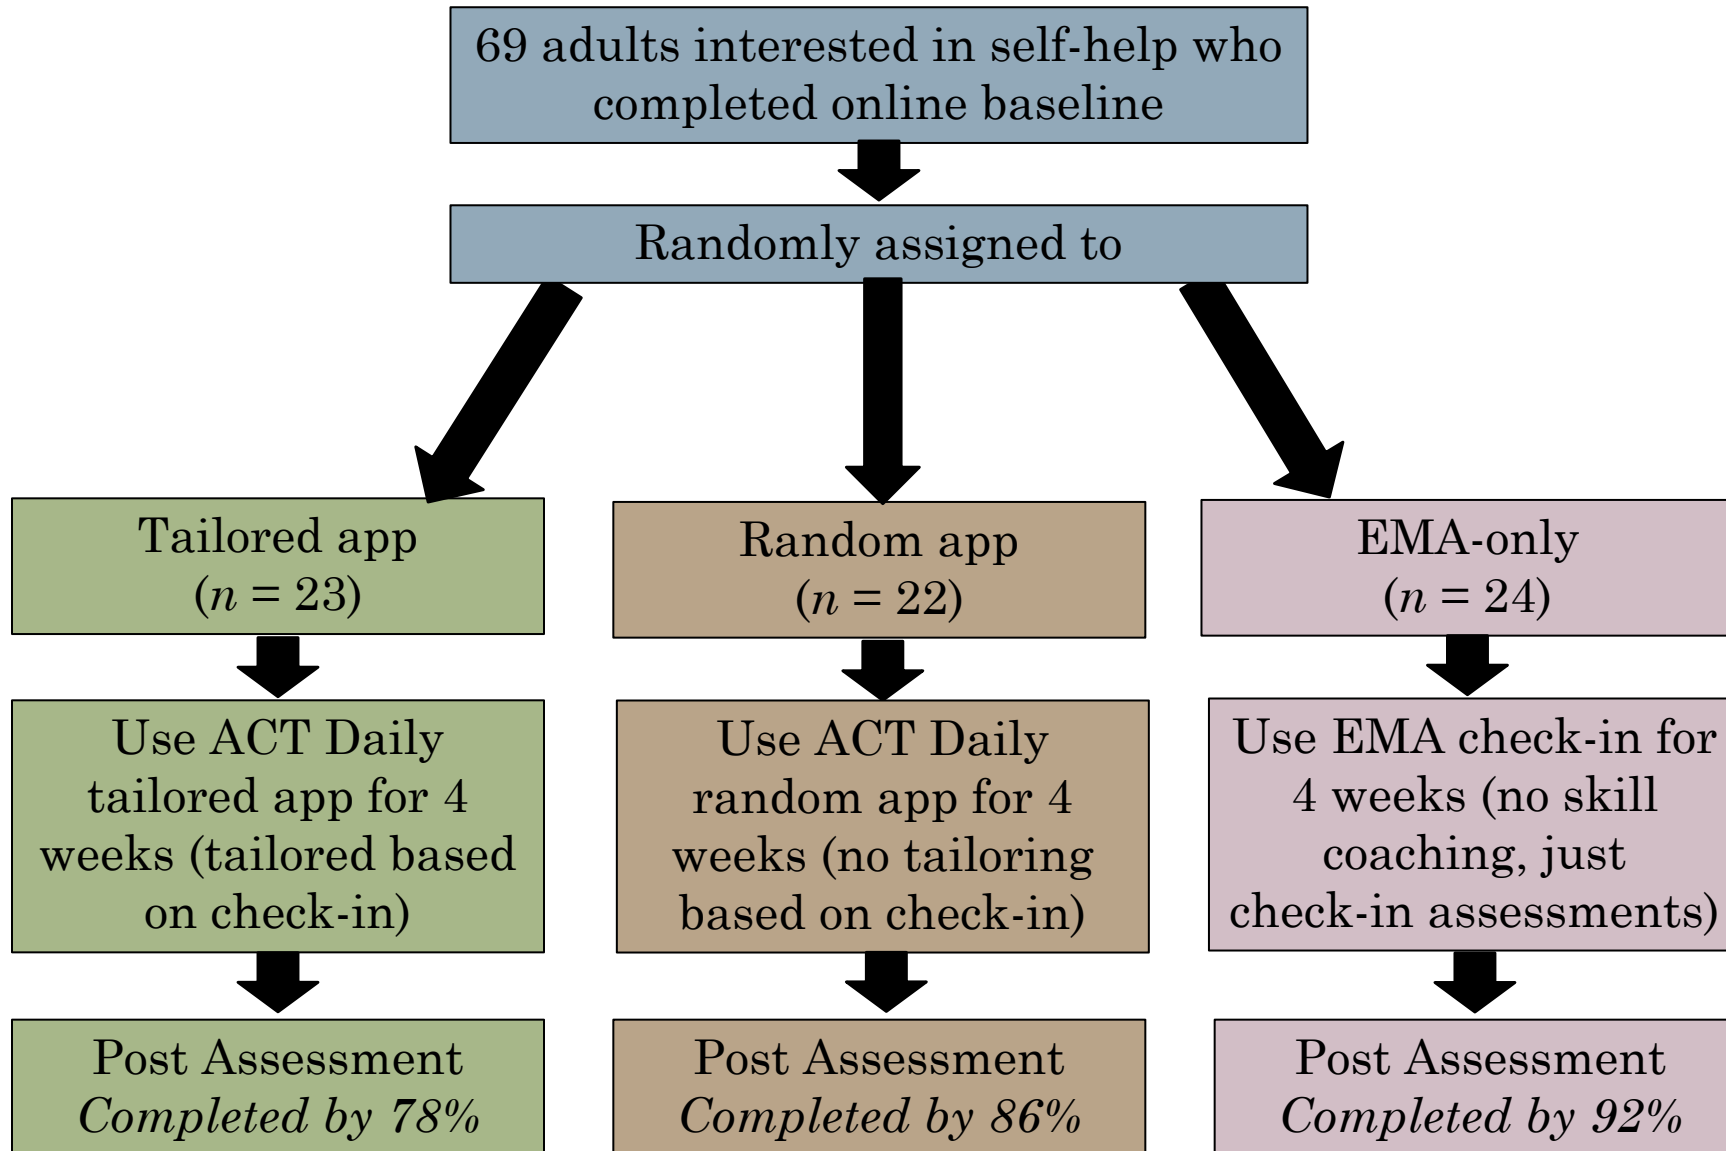 69 adults interested in self-help who
completed online baseline
Randomly assigned to
Tailored app
(n = 23)
Random app
(n = 22)
EMA-only
(n = 24)
Use ACT Daily
tailored app for 4
weeks (tailored based
on check-in)
Use ACT Daily
random app for 4
weeks (no tailoring
based on check-in)
Use EMA check-in for
4 weeks (no skill
coaching, just
check-in assessments)
Post Assessment
Completed by 78%
Post Assessment
Completed by 86%
Post Assessment
Completed by 92%